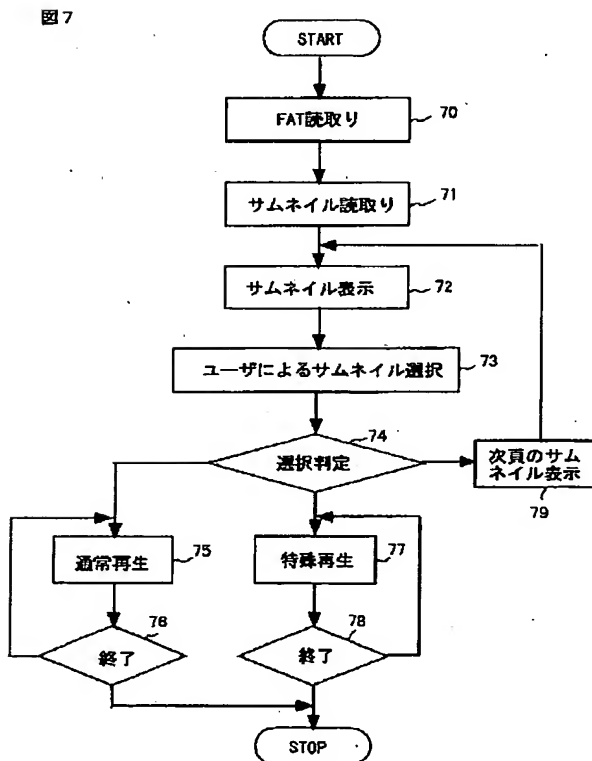 図7
START
FAT読取り
70
サムネイル読取り
71
サムネイル表示
72
ユーザによるサムネイル選択
73
74
選択判定
次頁のサム
ネイル表示
79
通常再生
75
特殊再生
77
78
終了
78
終了
STOP